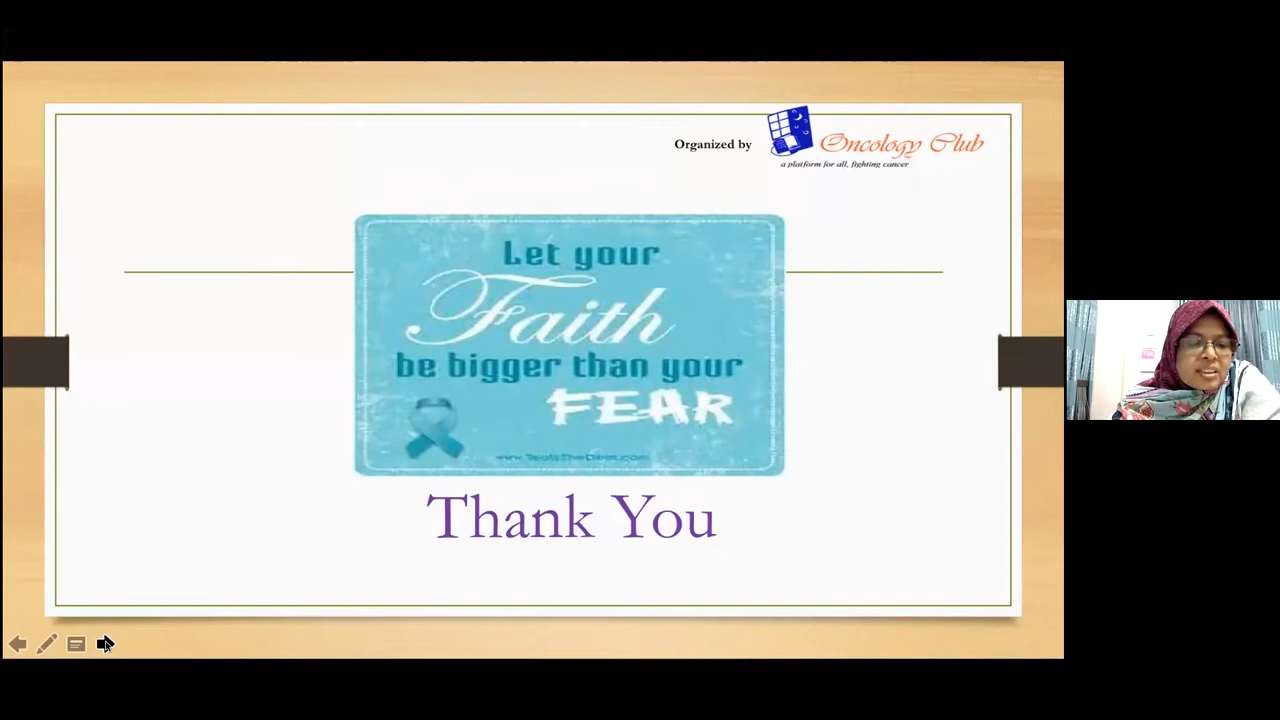 Organized by
Oncology Club
a platform for all, fighting cancer
Let your
Faith
be bigger than your
FEAR
Thank You